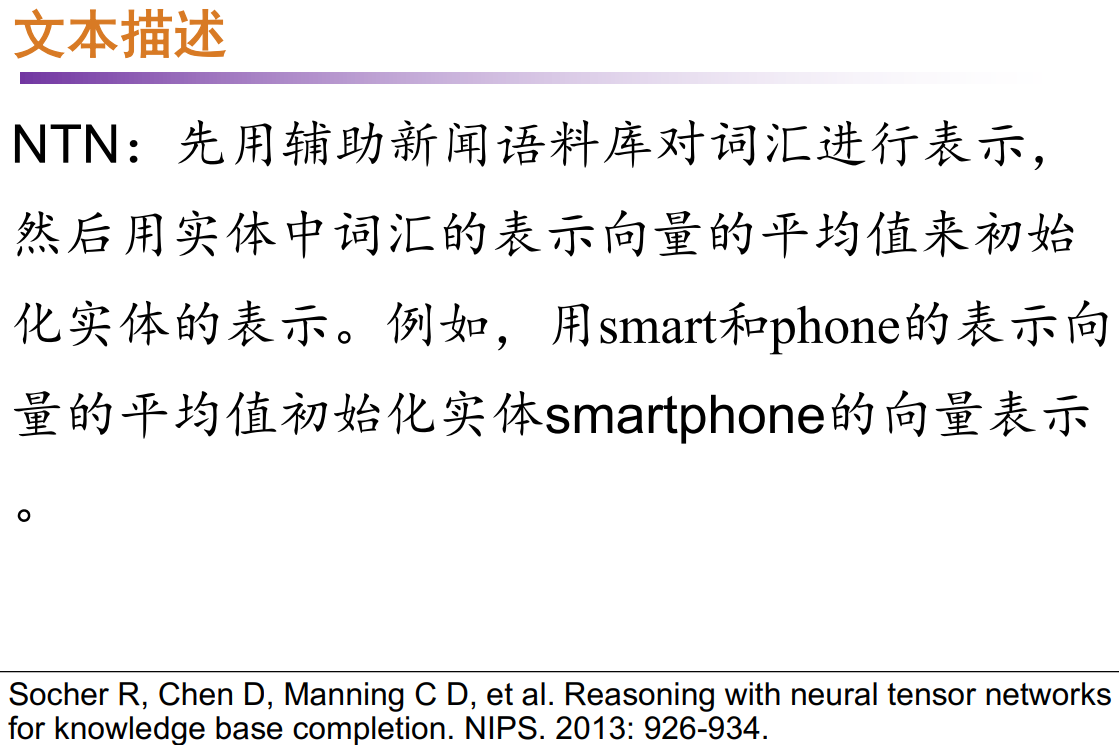 文本描述
NTN：先用辅助新闻语料库对词汇进行表示，
然后用实体中词汇的表示向量的平均值来初始
化实体的表示。例如，用smart和phone的表示向
量的平均值初始化实体smartphone的向量表示
。
Socher R, Chen D, Manning C D, et al. Reasoning with neural tensor networks
for knowledge base completion. NIPS. 2013: 926-934.